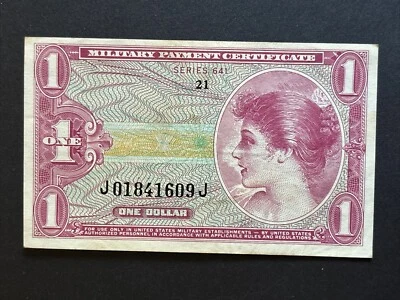 1 MILITARY PAYMENT CERTIFICATE 1
SERIES 641
21
1
ONE
J01841609J
ONE DOLLAR
1 FOR USE ONLY IN UNITED STATES MILITARY ESTABLISHMENTS - BY UNITED STATES 1
AUTHORIZED PERSONNEL IN ACCORDANCE WITH APPLICABLE RULES AND REGULATIONS